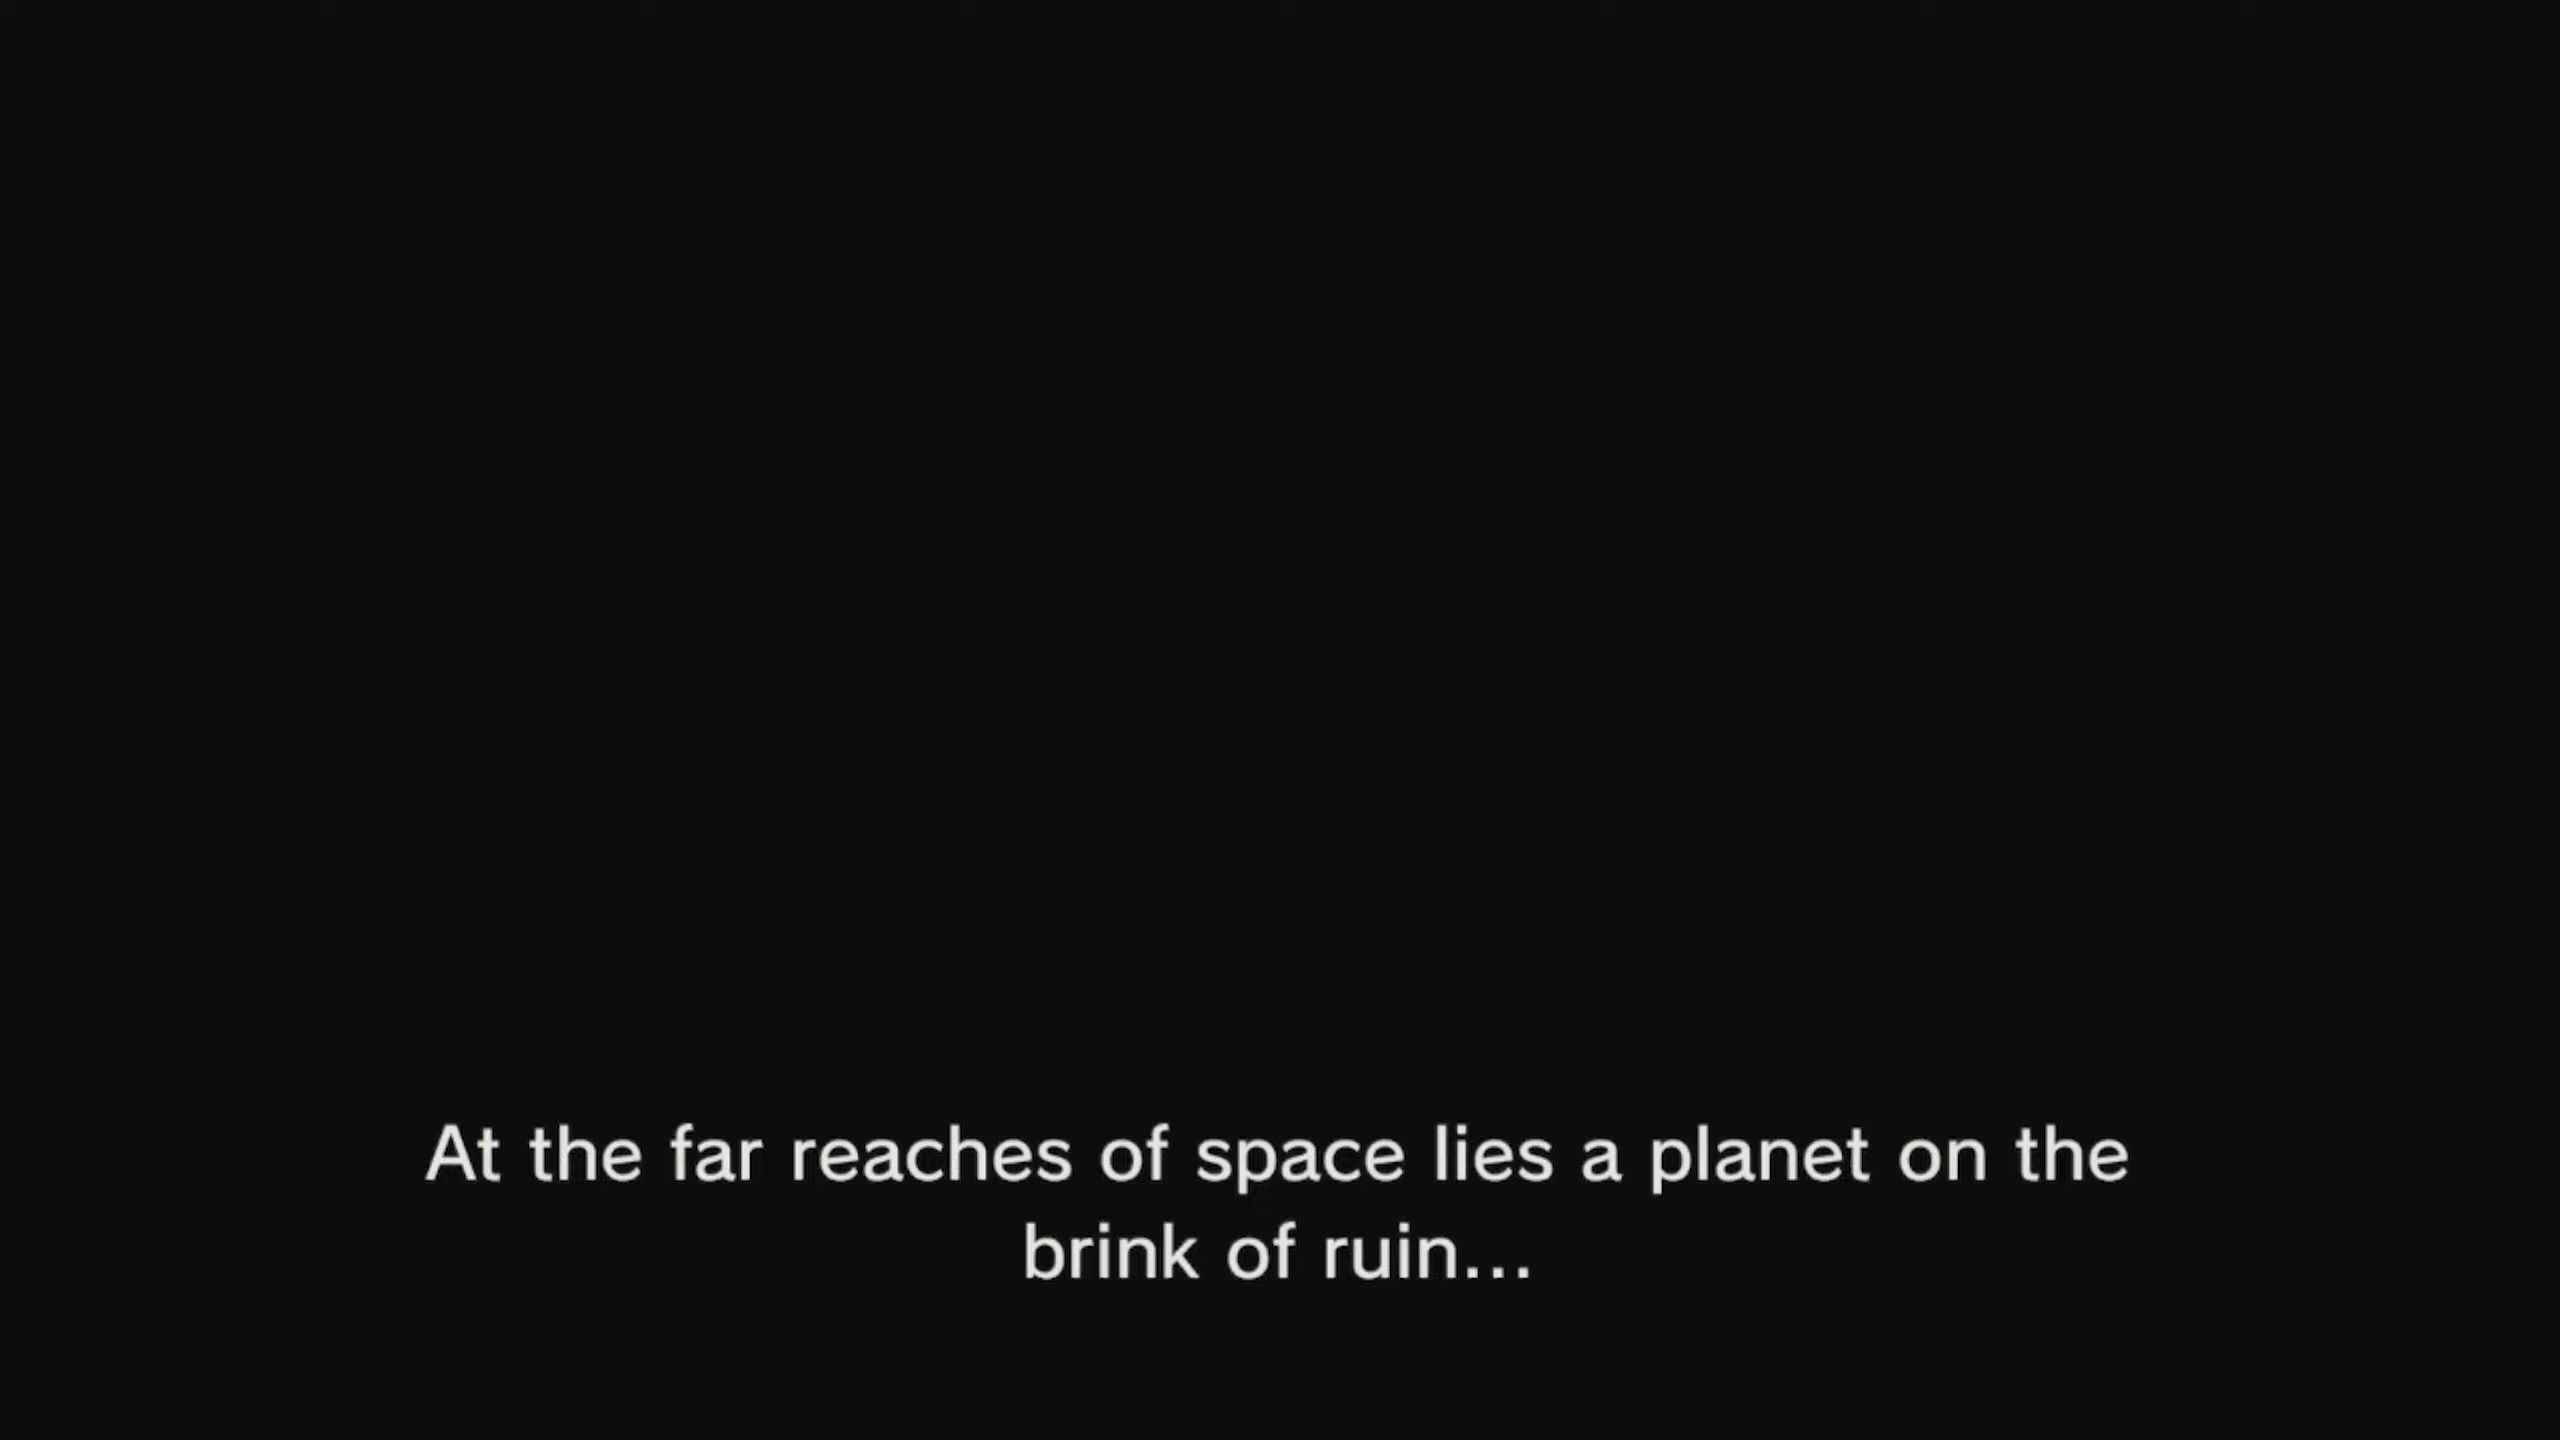 At the far reaches of space lies a planet on the
brink of ruin...